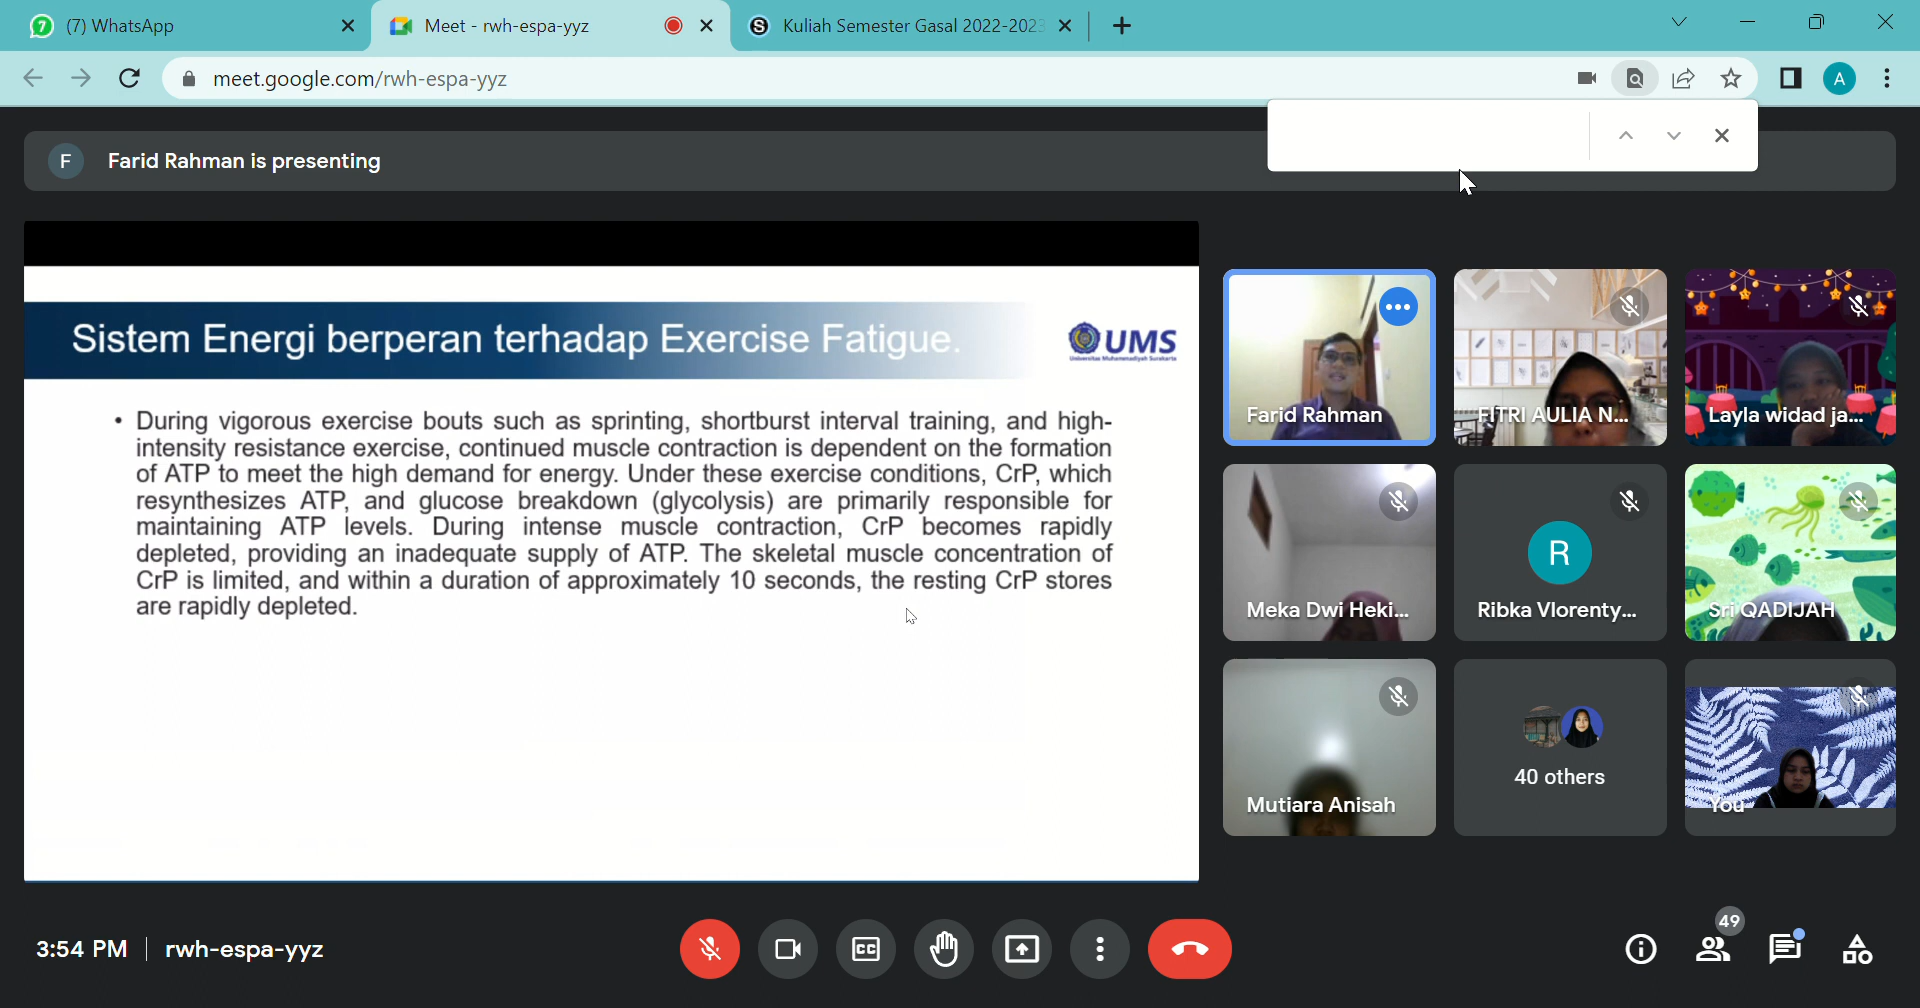 (7) WhatsApp
Meet - rwh-espa-yyz
Kuliah Semester Gasal 2022-2023
meet.google.com/rwh-espa-yyz
A
F
Farid Rahman is presenting
Sistem Energi berperan terhadap Exercise Fatigue.
UMS
Universitas Muhammadiyah Surakarta
• During vigorous exercise bouts such as sprinting, shortburst interval training, and high-
intensity resistance exercise, continued muscle contraction is dependent on the formation
of ATP to meet the high demand for energy. Under these exercise conditions, CrP, which
resynthesizes ATP, and glucose breakdown (glycolysis) are primarily responsible for
maintaining ATP levels. During intense muscle contraction, CrP becomes rapidly
depleted, providing an inadequate supply of ATP. The skeletal muscle concentration of
CrP is limited, and within a duration of approximately 10 seconds, the resting CrP stores
are rapidly depleted.
Farid Rahman
FITRI AULIA N...
Layla widad ja...
Meka Dwi Heki...
R
Ribka Vlorenty...
Sri QADIJAH
Mutiara Anisah
40 others
You
3:54 PM | rwh-espa-yyz
CC
49